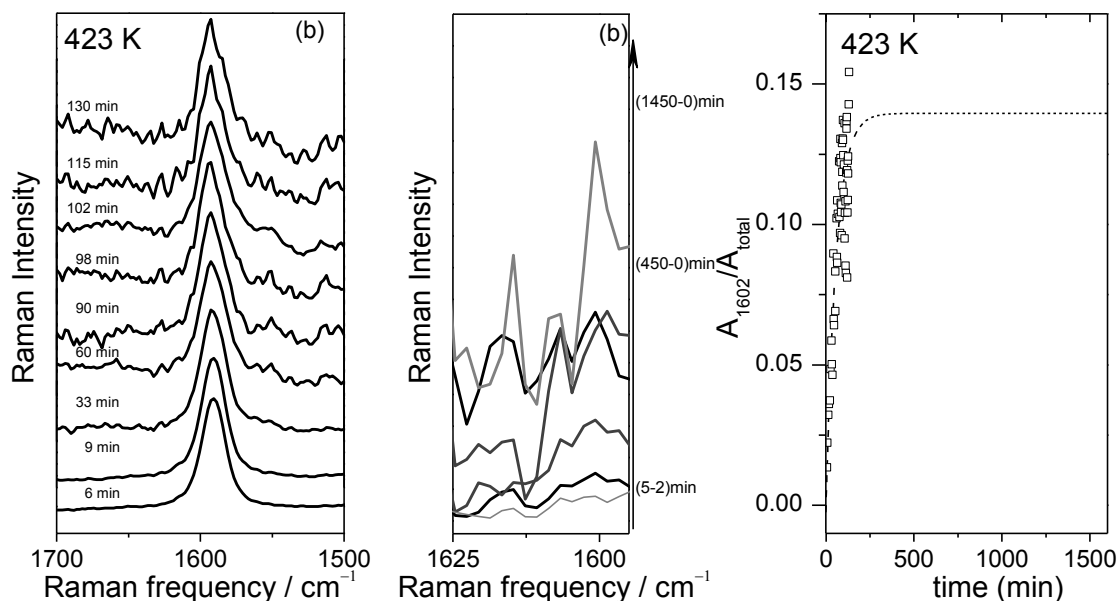 423 K
(b)
130 min
115 min
102 min
98 min
90 min
60 min
33 min
9 min
6 min
Raman Intensity
1700
1600
1500
Raman frequency / cm⁻¹
(b)
(1450-0)min
(450-0)min
(5-2)min
Raman Intensity
1625
1600
Raman frequency / cm⁻¹
423 K
A₁₆₀₂/A_total
0.15
0.10
0.05
0.00
0
500
1000
1500
time (min)